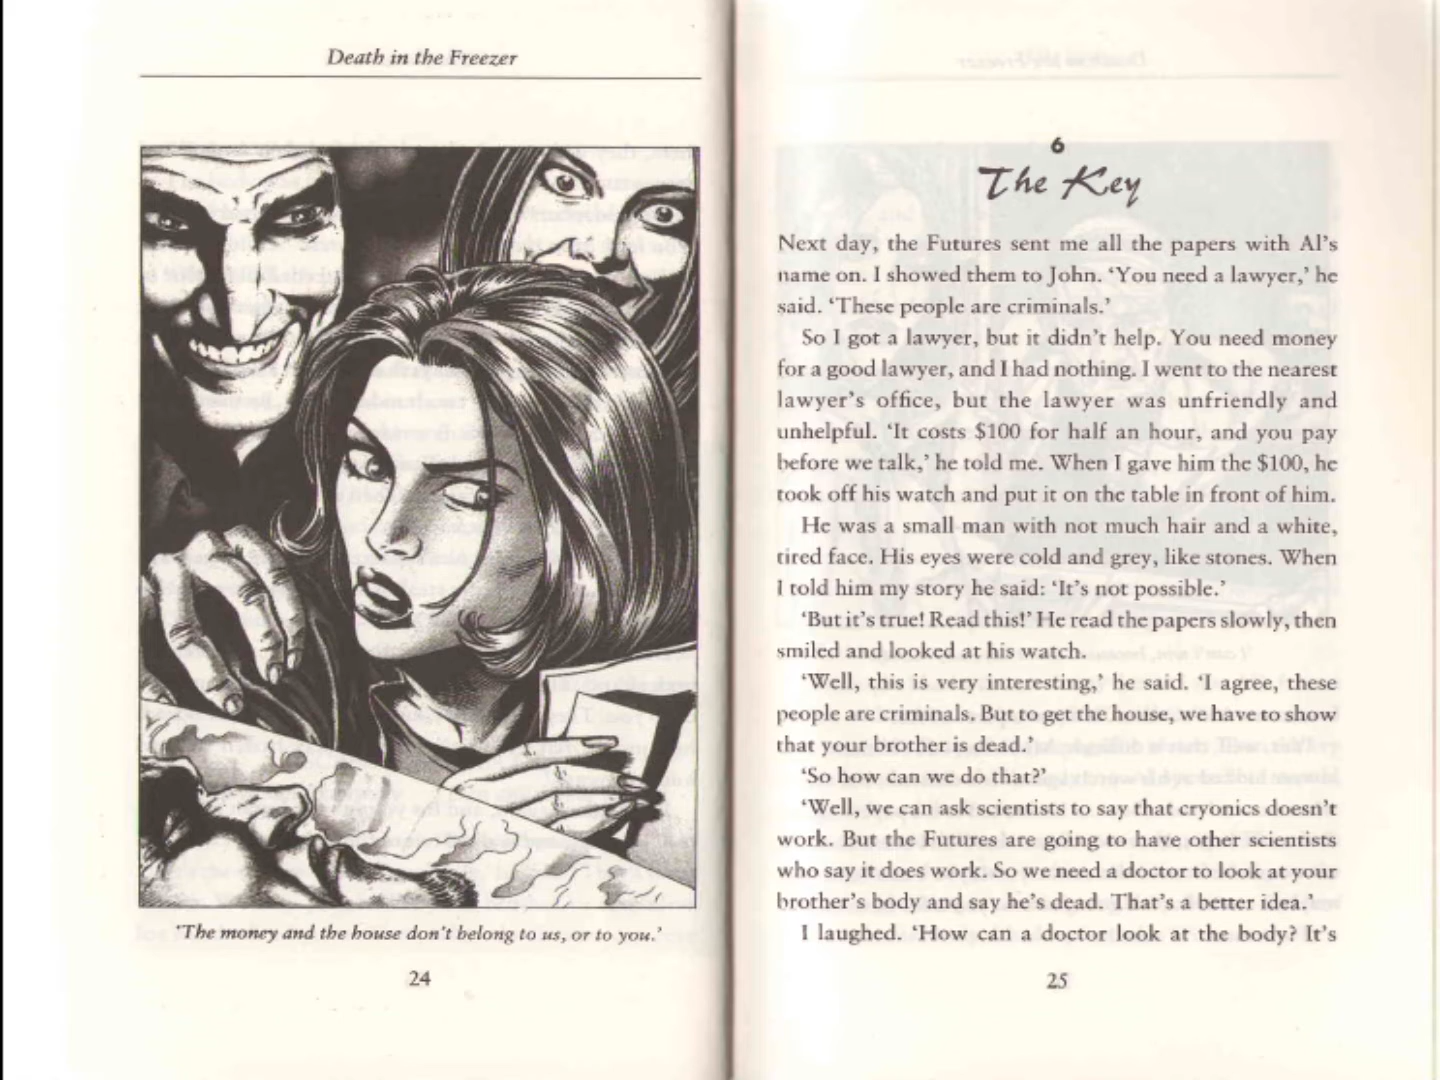 Death in the Freezer
'The money and the house don't belong to us, or to you.'
24
6
The Key
Next day, the Futures sent me all the papers with Al's
name on. I showed them to John. 'You need a lawyer,' he
said. 'These people are criminals.'
So I got a lawyer, but it didn't help. You need money
for a good lawyer, and I had nothing. I went to the nearest
lawyer's office, but the lawyer was unfriendly and
unhelpful. 'It costs $100 for half an hour, and you pay
before we talk,' he told me. When I gave him the $100, he
took off his watch and put it on the table in front of him.
He was a small man with not much hair and a white,
tired face. His eyes were cold and grey, like stones. When
I told him my story he said: 'It's not possible.'
'But it's true! Read this!' He read the papers slowly, then
smiled and looked at his watch.
'Well, this is very interesting,' he said. 'I agree, these
people are criminals. But to get the house, we have to show
that your brother is dead.'
'So how can we do that?'
'Well, we can ask scientists to say that cryonics doesn't
work. But the Futures are going to have other scientists
who say it does work. So we need a doctor to look at your
brother's body and say he's dead. That's a better idea.'
I laughed. 'How can a doctor look at the body? It's
25